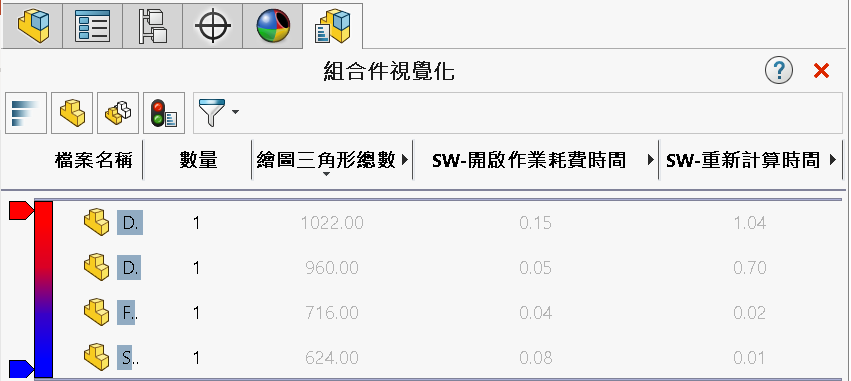 組合件視覺化
?
檔案名稱 數量 繪圖三角形總數 SW-開啟作業耗費時間 SW-重新計算時間
D. 1 1022.00 0.15 1.04
D. 1 960.00 0.05 0.70
F.. 1 716.00 0.04 0.02
S.. 1 624.00 0.08 0.01